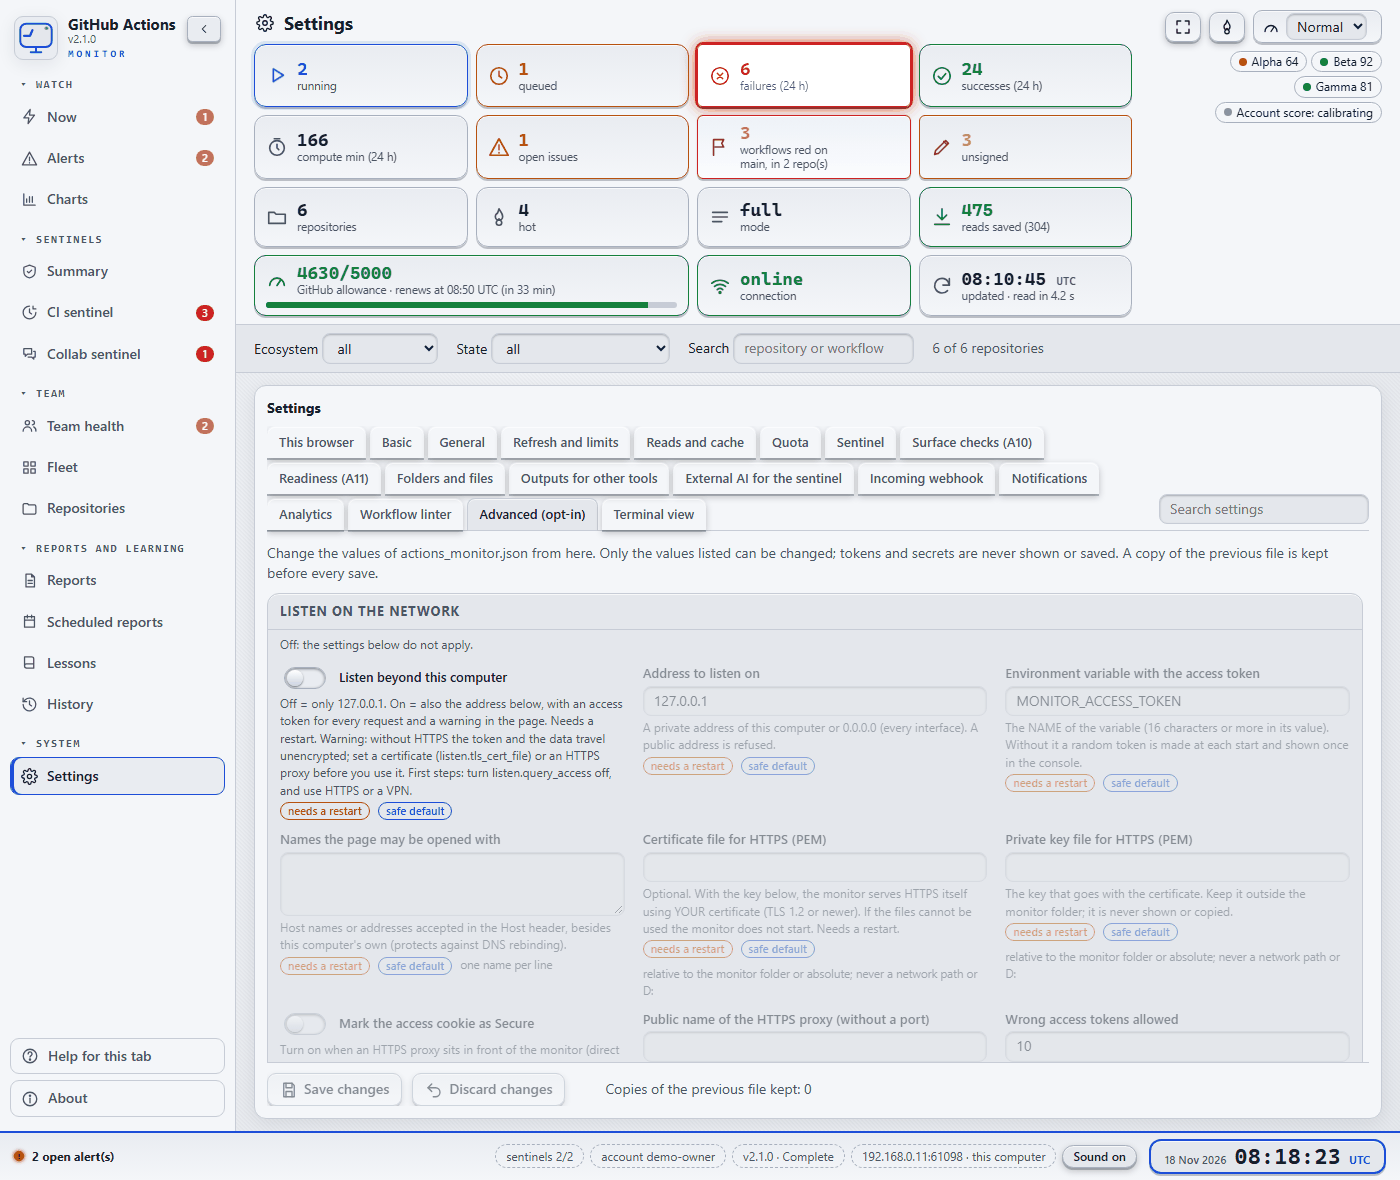 GitHub Actions
v2.1.0
MONITOR
WATCH
Now 1
Alerts 2
Charts
SENTINELS
Summary
CI sentinel 3
Collab sentinel 1
TEAM
Team health 2
Fleet
Repositories
REPORTS AND LEARNING
Reports
Scheduled reports
Lessons
History
SYSTEM
Settings
Help for this tab
About
Settings
Normal
Alpha 64
Beta 92
Gamma 81
Account score: calibrating
2
running
1
queued
6
failures (24 h)
24
successes (24 h)
166
compute min (24 h)
1
open issues
3
workflows red on
main, in 2 repo(s)
3
unsigned
6
repositories
4
hot
full
mode
475
reads saved (304)
4630/5000
GitHub allowance · renews at 08:50 UTC (in 33 min)
online
connection
08:10:45 UTC
updated · read in 4.2 s
Ecosystem all State all Search repository or workflow 6 of 6 repositories
Settings
This browser Basic General Refresh and limits Reads and cache Quota Sentinel Surface checks (A10)
Readiness (A11) Folders and files Outputs for other tools External AI for the sentinel Incoming webhook Notifications
Analytics Workflow linter Advanced (opt-in) Terminal view
Search settings
Change the values of actions_monitor.json from here. Only the values listed can be changed; tokens and secrets are never shown or saved. A copy of the previous file is kept
before every save.
LISTEN ON THE NETWORK
Off: the settings below do not apply.
Listen beyond this computer
Off = only 127.0.0.1. On = also the address below, with an access
token for every request and a warning in the page. Needs a
restart. Warning: without HTTPS the token and the data travel
unencrypted; set a certificate (listen.tls_cert_file) or an HTTPS
proxy before you use it. First steps: turn listen.query_access off,
and use HTTPS or a VPN.
needs a restart safe default
Address to listen on
127.0.0.1
A private address of this computer or 0.0.0.0 (every interface). A
public address is refused.
needs a restart safe default
Environment variable with the access token
MONITOR_ACCESS_TOKEN
The NAME of the variable (16 characters or more in its value).
Without it a random token is made at each start and shown once
in the console.
needs a restart safe default
Names the page may be opened with
Host names or addresses accepted in the Host header, besides
this computer's own (protects against DNS rebinding).
needs a restart safe default one name per line
Certificate file for HTTPS (PEM)
Optional. With the key below, the monitor serves HTTPS itself
using YOUR certificate (TLS 1.2 or newer). If the files cannot be
used the monitor does not start. Needs a restart.
needs a restart safe default
relative to the monitor folder or absolute; never a network path or
D:
Private key file for HTTPS (PEM)
The key that goes with the certificate. Keep it outside the
monitor folder; it is never shown or copied.
needs a restart safe default
relative to the monitor folder or absolute; never a network path or
D:
Mark the access cookie as Secure
Turn on when an HTTPS proxy sits in front of the monitor (direct
Public name of the HTTPS proxy (without a port)
Wrong access tokens allowed
10
Save changes Discard changes Copies of the previous file kept: 0
2 open alert(s)
sentinels 2/2 account demo-owner v2.1.0 · Complete 192.168.0.11:61098 · this computer Sound on 18 Nov 2026 08:18:23 UTC